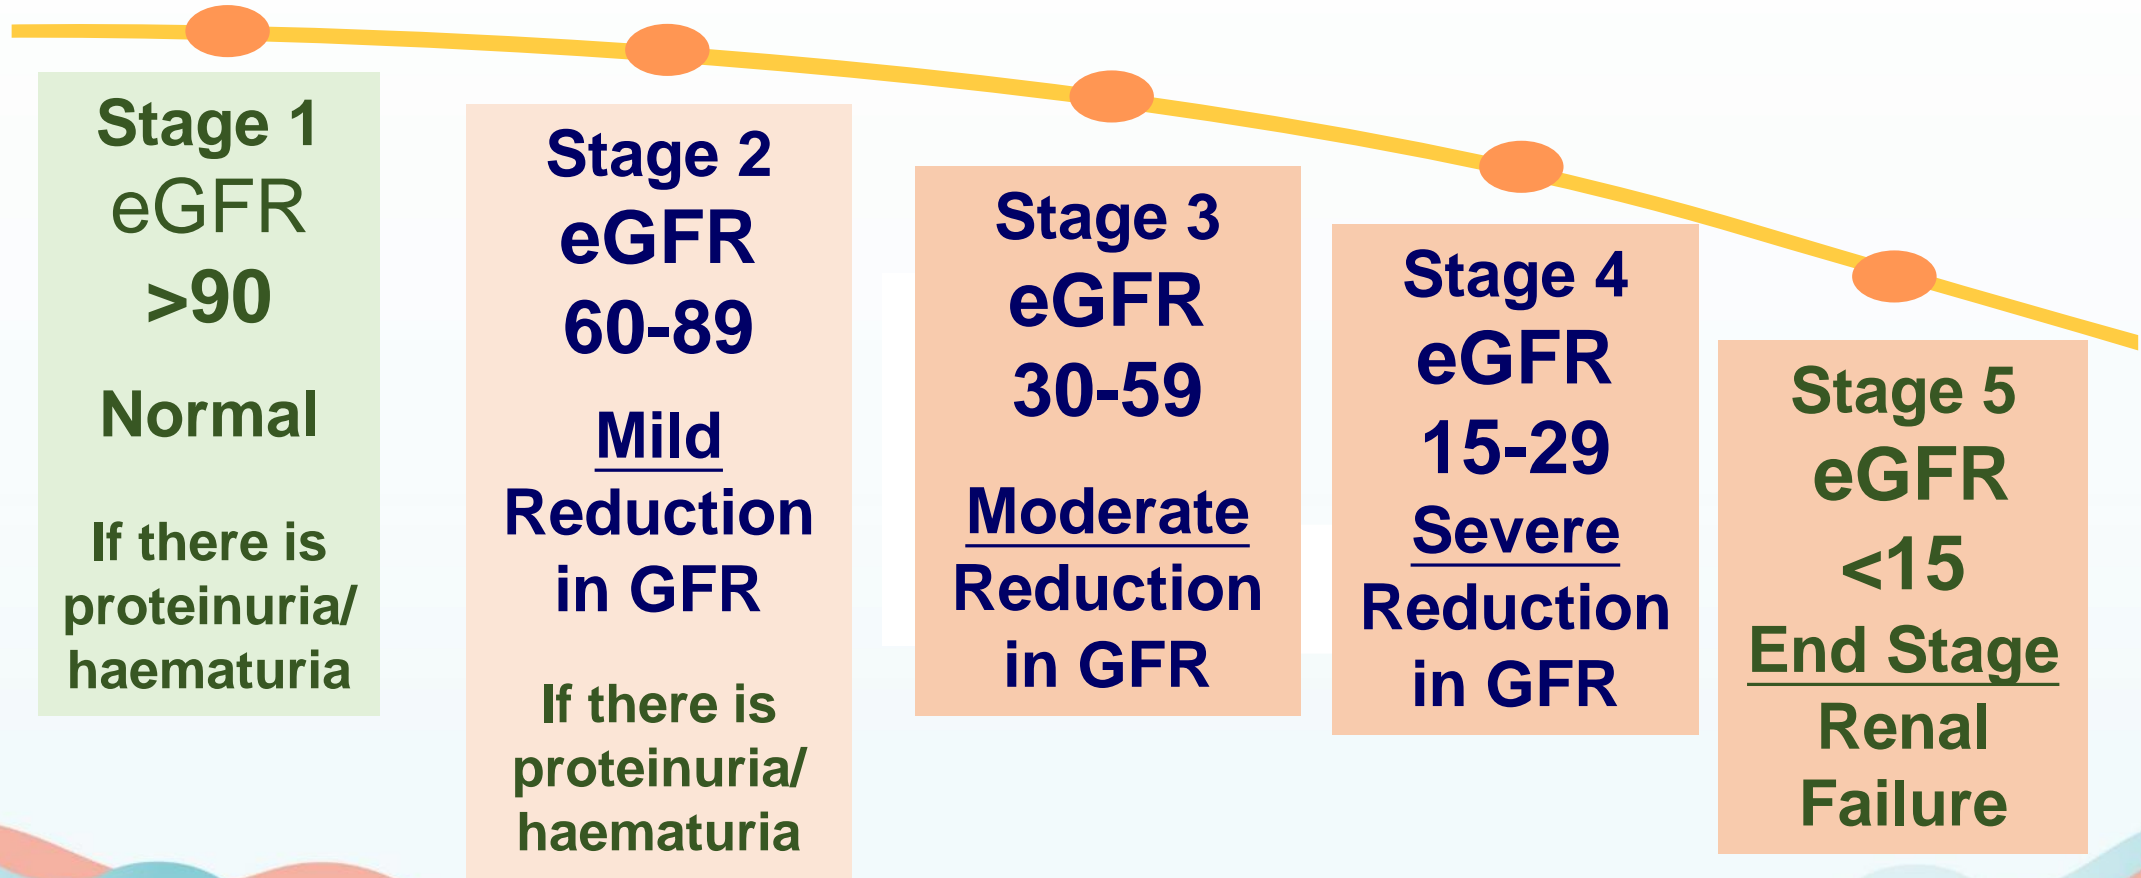 Stage 1
eGFR
>90
Normal
If there is
proteinuria/
haematuria
Stage 2
eGFR
60-89
Mild
Reduction
in GFR
If there is
proteinuria/
haematuria
Stage 3
eGFR
30-59
Moderate
Reduction
in GFR
Stage 4
eGFR
15-29
Severe
Reduction
in GFR
Stage 5
eGFR
<15
End Stage
Renal
Failure